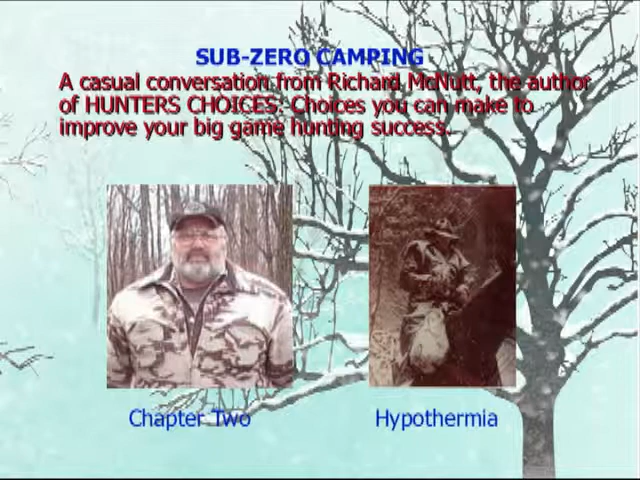 SUB-ZERO CAMPING
A casual conversation from Richard McNutt, the author
of HUNTERS CHOICES. Choices you can make to
improve your big game hunting success.
Chapter Two
Hypothermia